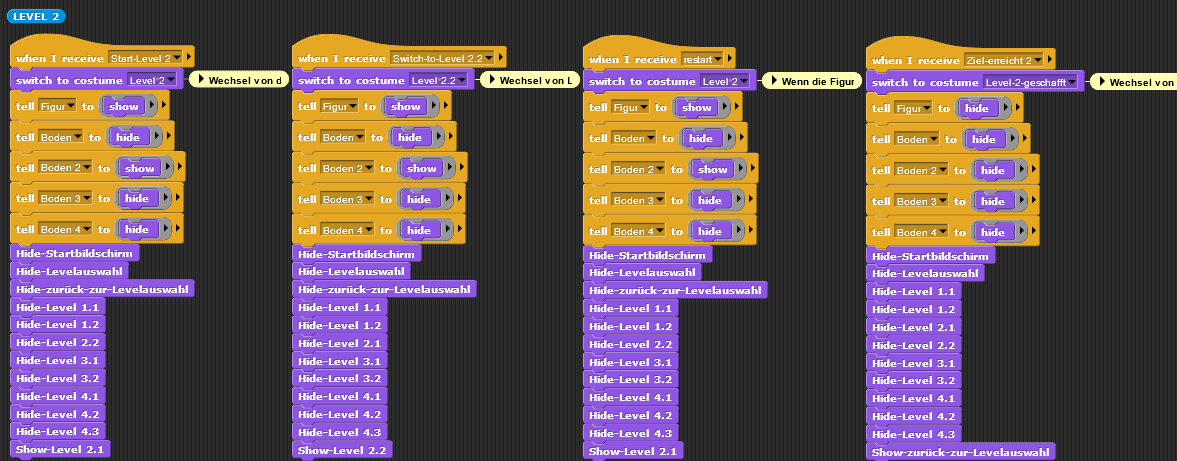 LEVEL 2
when I receive Start-Level 2
switch to costume Level 2
Wechsel von d
tell Figur to show
tell Boden to hide
tell Boden 2 to show
tell Boden 3 to hide
tell Boden 4 to hide
Hide-Startbildschirm
Hide-Levelauswahl
Hide-zurück-zur-Levelauswahl
Hide-Level 1.1
Hide-Level 1.2
Hide-Level 2.2
Hide-Level 3.1
Hide-Level 3.2
Hide-Level 4.1
Hide-Level 4.2
Hide-Level 4.3
Show-Level 2.1
when I receive Switch-to-Level 2.2
switch to costume Level 2.2
Wechsel von L
tell Figur to show
tell Boden to hide
tell Boden 2 to show
tell Boden 3 to hide
tell Boden 4 to hide
Hide-Startbildschirm
Hide-Levelauswahl
Hide-zurück-zur-Levelauswahl
Hide-Level 1.1
Hide-Level 1.2
Hide-Level 2.1
Hide-Level 3.1
Hide-Level 3.2
Hide-Level 4.1
Hide-Level 4.2
Hide-Level 4.3
Show-Level 2.2
when I receive restart
switch to costume Level 2
Wenn die Figur
tell Figur to show
tell Boden to hide
tell Boden 2 to show
tell Boden 3 to hide
tell Boden 4 to hide
Hide-Startbildschirm
Hide-Levelauswahl
Hide-zurück-zur-Levelauswahl
Hide-Level 1.1
Hide-Level 1.2
Hide-Level 2.2
Hide-Level 3.1
Hide-Level 3.2
Hide-Level 4.1
Hide-Level 4.2
Hide-Level 4.3
Show-Level 2.1
when I receive Ziel-erreicht 2
switch to costume Level-2-geschafft
Wechsel von
tell Figur to hide
tell Boden to hide
tell Boden 2 to hide
tell Boden 3 to hide
tell Boden 4 to hide
Hide-Startbildschirm
Hide-Levelauswahl
Hide-Level 1.1
Hide-Level 1.2
Hide-Level 2.1
Hide-Level 2.2
Hide-Level 3.1
Hide-Level 3.2
Hide-Level 4.1
Hide-Level 4.2
Hide-Level 4.3
Show-zurück-zur-Levelauswahl